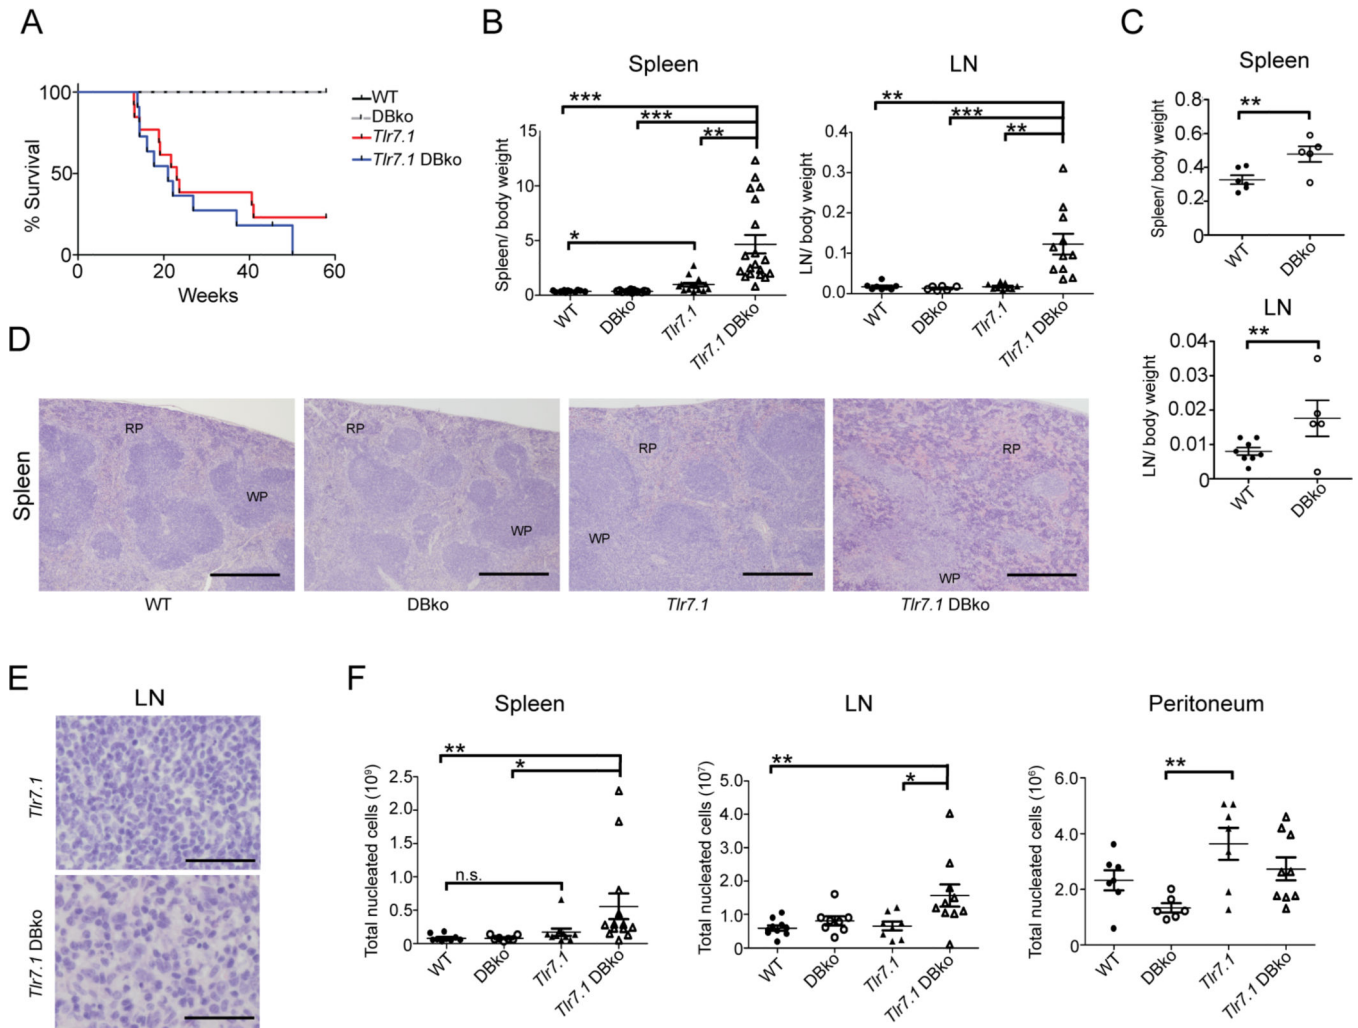 A
% Survival
100
50
0
0
20
40
60
Weeks
WT
DBko
Tlr7.1
Tlr7.1 DBko
B
Spleen
***
***
**
*
Spleen/ body weight
15
10
5
0
WT
DBko
Tlr7.1
Tlr7.1 DBko
LN
**
***
**
LN/ body weight
0.4
0.3
0.2
0.1
0.0
WT
DBko
Tlr7.1
Tlr7.1 DBko
C
Spleen
**
Spleen/ body weight
0.8
0.6
0.4
0.2
0
WT
DBko
LN
**
LN/ body weight
0.04
0.03
0.02
0.01
0
WT
DBko
D
Spleen
RP
WP
WT
RP
WP
DBko
RP
WP
Tlr7.1
RP
WP
Tlr7.1 DBko
E
LN
Tlr7.1
Tlr7.1 DBko
F
Spleen
**
*
n.s.
Total nucleated cells (10⁹)
2.5
2.0
1.5
1.0
0.5
0
WT
DBko
Tlr7.1
Tlr7.1 DBko
LN
**
*
Total nucleated cells (10⁷)
5.0
4.0
3.0
2.0
1.0
0
WT
DBko
Tlr7.1
Tlr7.1 DBko
Peritoneum
**
Total nucleated cells (10⁶)
6.0
4.0
2.0
0
WT
DBko
Tlr7.1
Tlr7.1 DBko